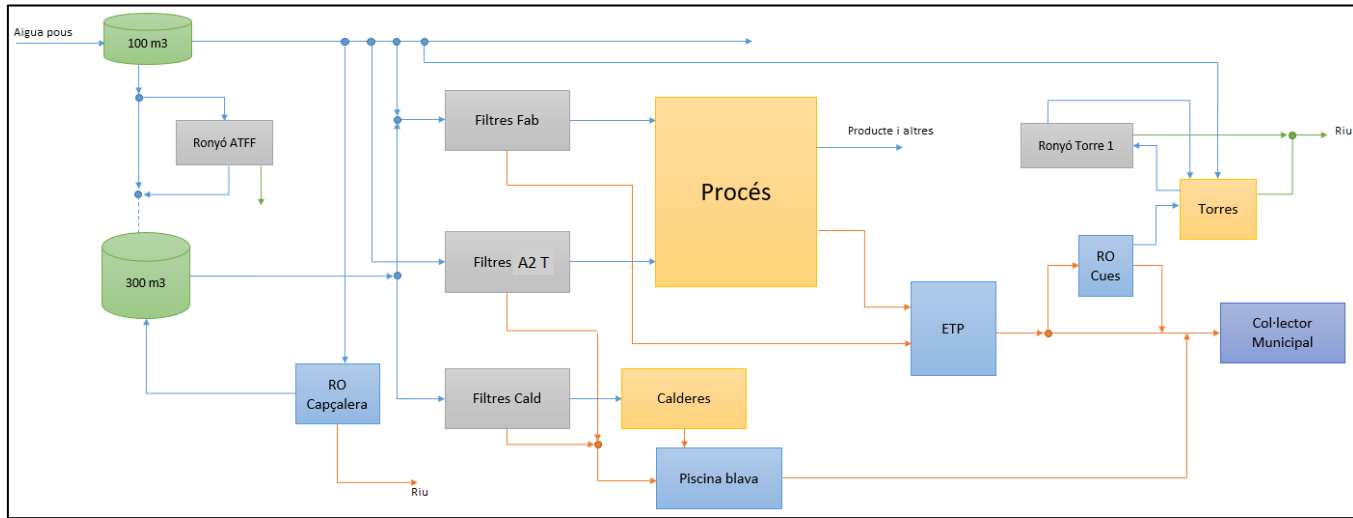 Aigua pous
100 m3
Ronyó ATFF
300 m3
RO
Capçalera
Riu
Filtres Fab
Filtres A2 T
Filtres Cald
Calderes
Piscina blava
Procés
Producte i altres
ETP
Ronyó Torre 1
Riu
Torres
RO
Cues
Col·lector
Municipal